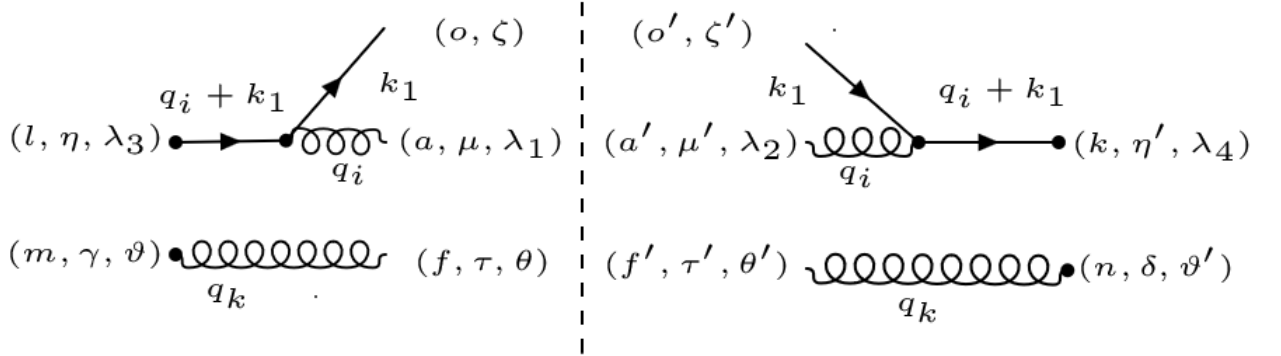 (o, ζ) (o′, ζ′)
q_i + k_1 k_1 k_1 q_i + k_1
(l, η, λ_3) (a, μ, λ_1) (a′, μ′, λ_2) (k, η′, λ_4)
q_i q_i
(m, γ, ϑ) (f, τ, θ) (f′, τ′, θ′) (n, δ, ϑ′)
q_k q_k